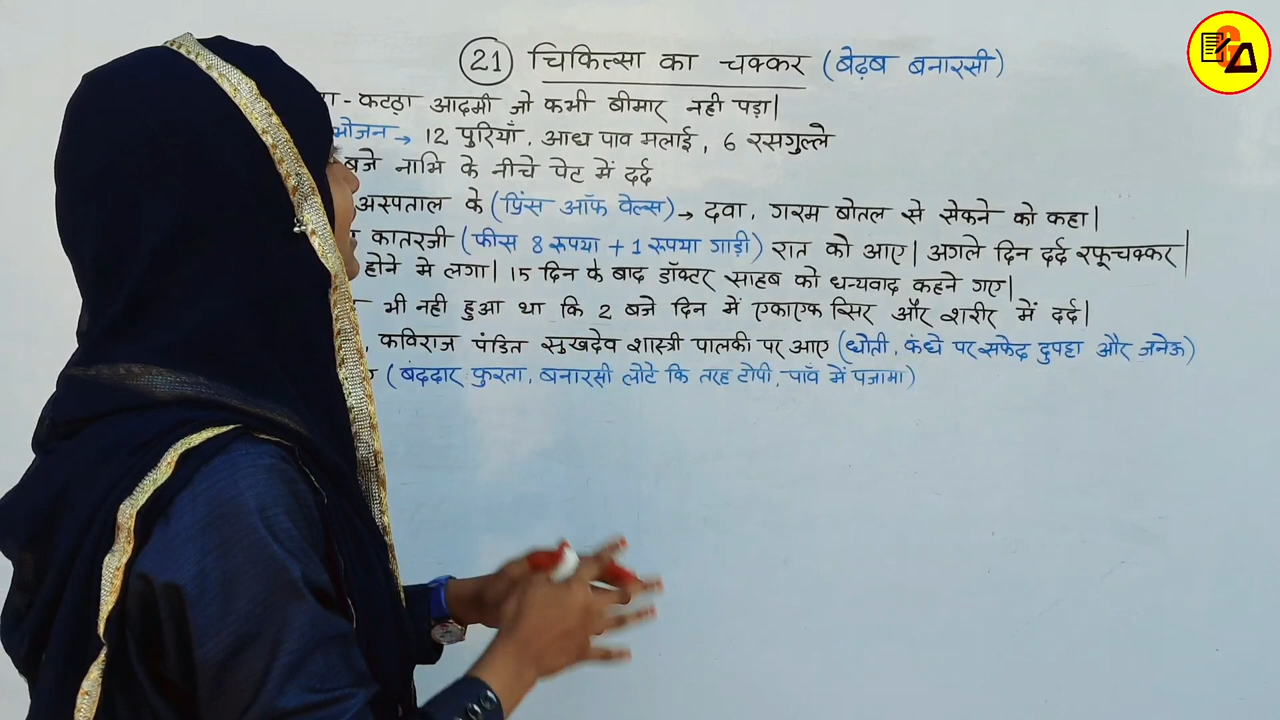 21 चिकित्सा का चक्कर (बेढ़ब बनारसी)
- कट्ठा आदमी जो कभी बीमार नही पड़ा|
भोजन → 12 पुरियाँ, आध पाव मलाई, 6 रसगुल्ले
बजे नाभि के नीचे पेट में दर्द
अस्पताल के (प्रिंस ऑफ वेल्स) → दवा, गरम बोतल से सेकने को कहा|
कातरजी (फीस 8 रूपया + 1 रूपया गाड़ी) रात को आए| अगले दिन दर्द रफूचक्कर|
होने मे लगा| 15 दिन के बाद डॉक्टर साहब को धन्यवाद कहने गए|
भी नही हुआ था कि 2 बजे दिन में एकाएक सिर और शरीर में दर्द|
, कविराज पंडित सुखदेव शास्त्री पालकी पर आए (धोती, कंधे पर सफेद दुपट्टा और जनेऊ)
(बंददार कुरता, बनारसी लोटे कि तरह टोपी, पाँव में पजामा)